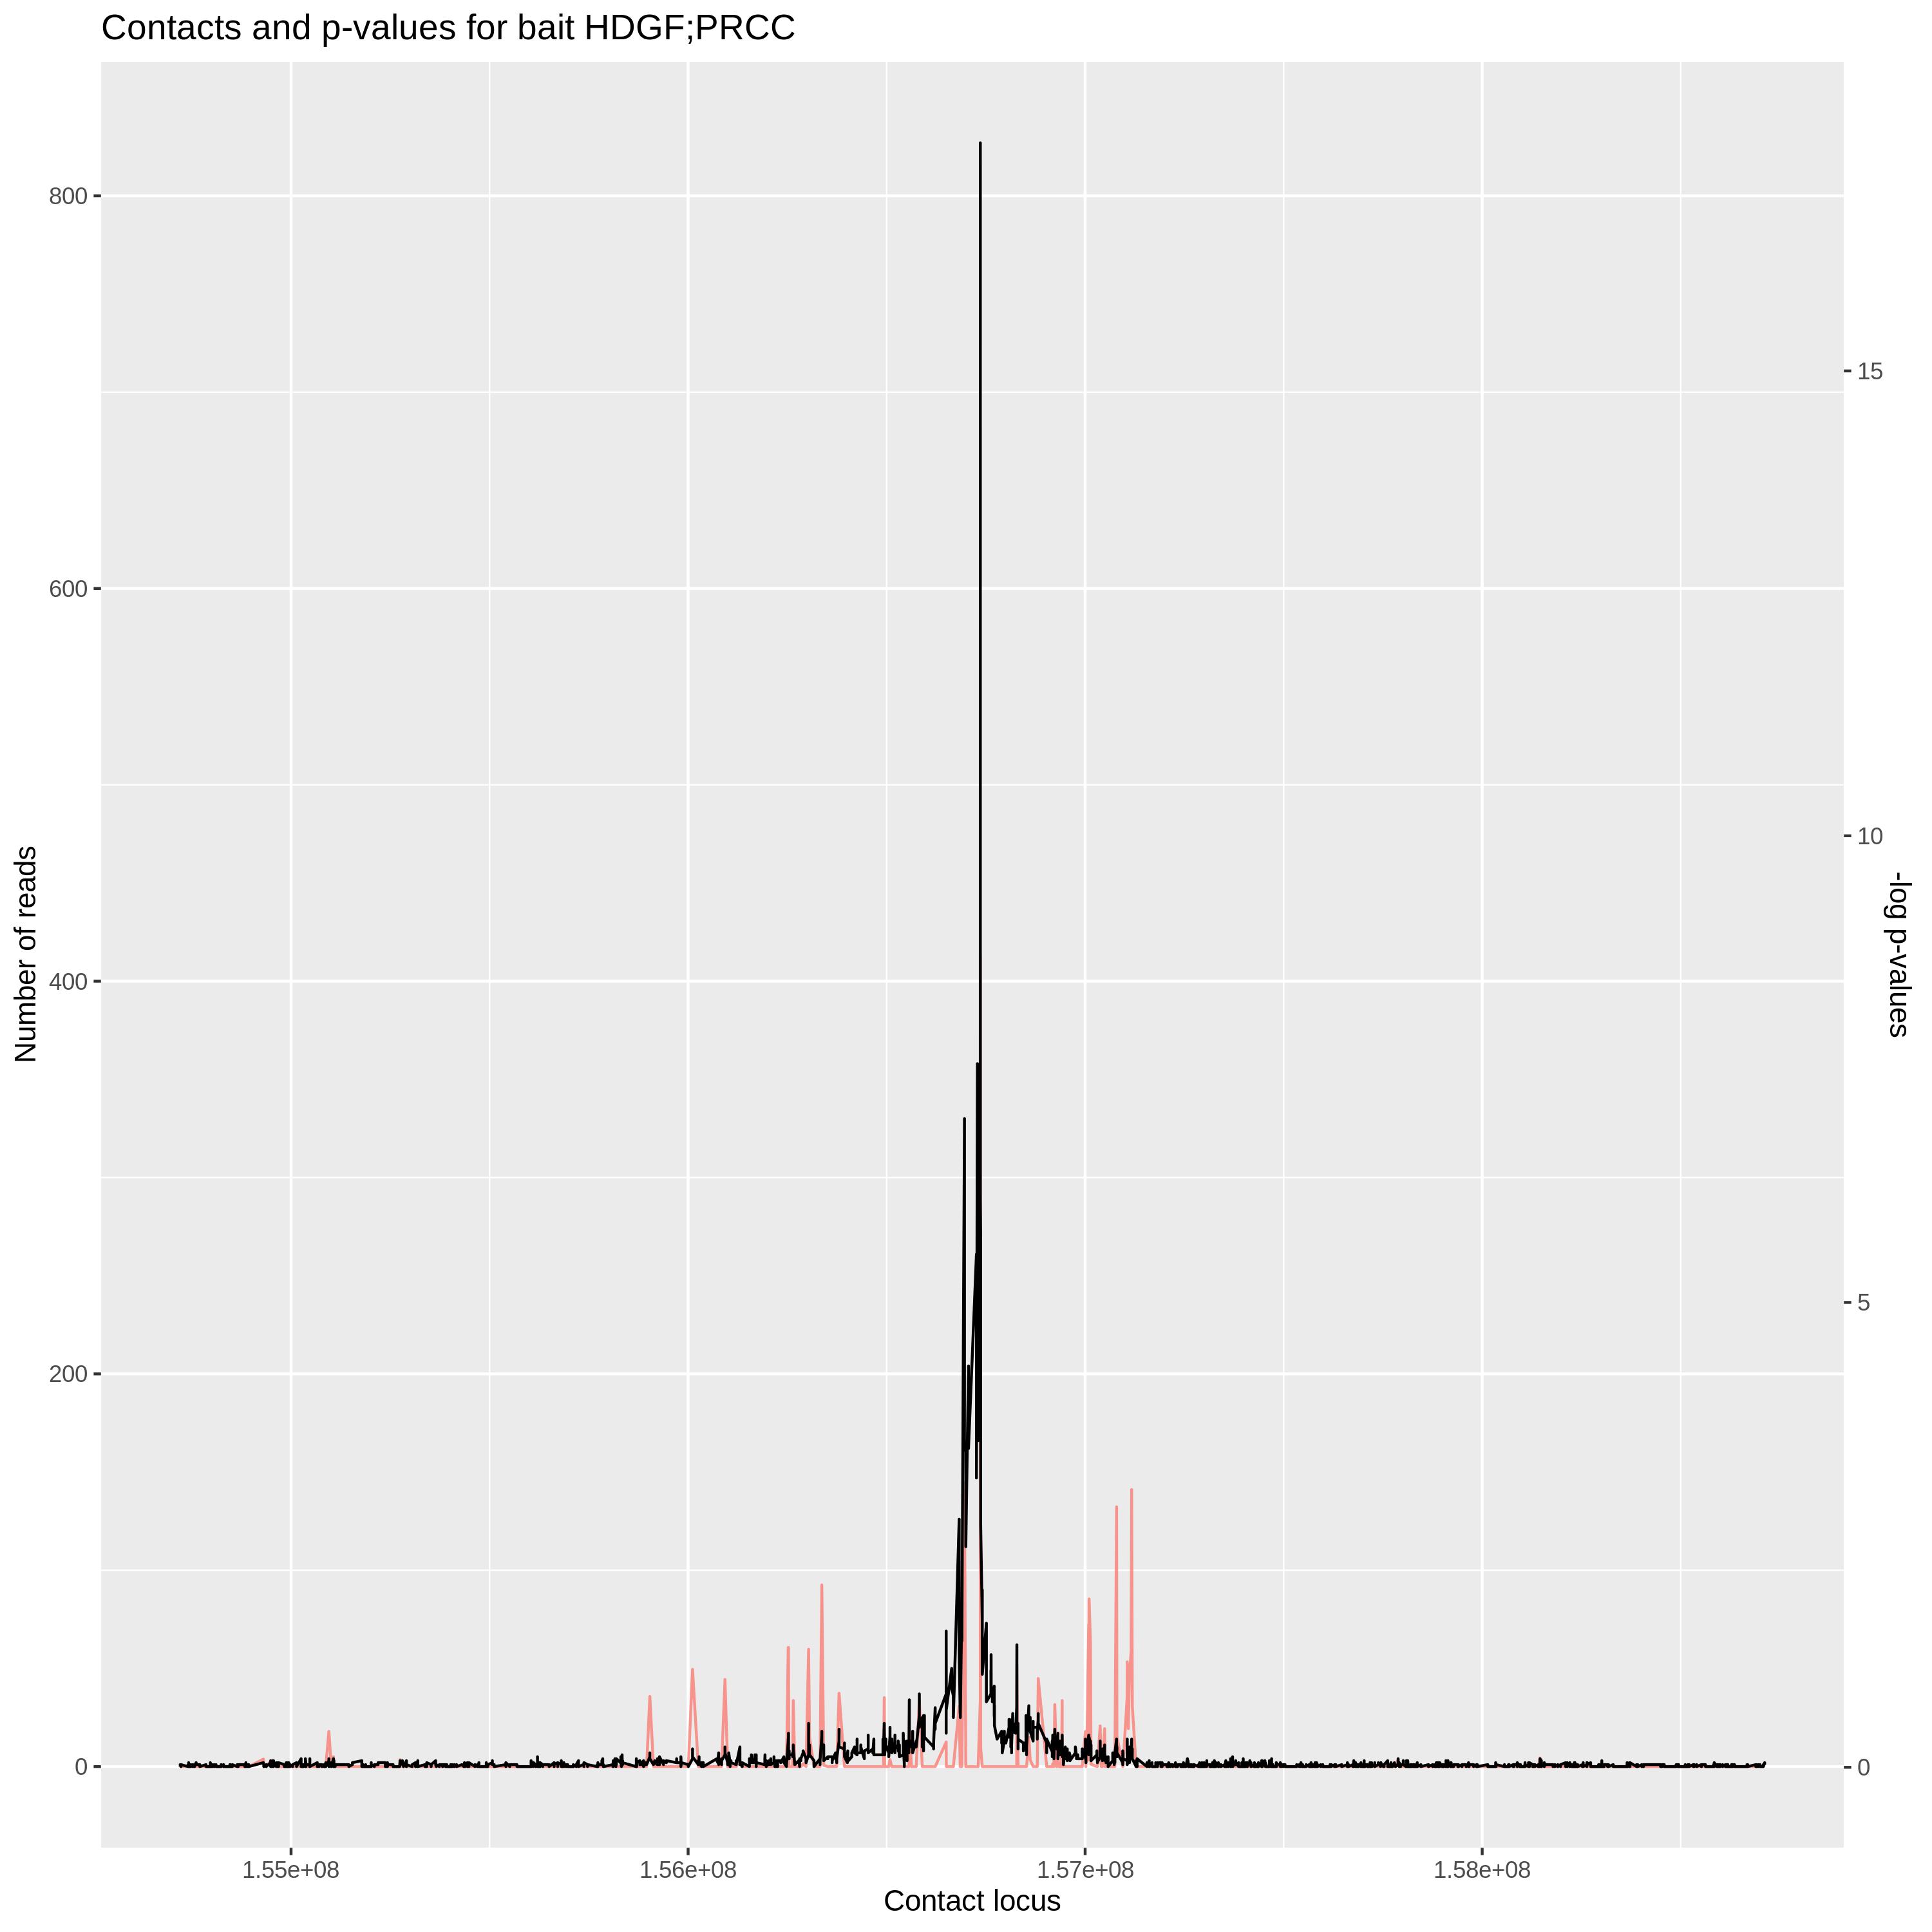 Contacts and p-values for bait HDGF;PRCC
800
600
400
200
0
Number of reads
15
10
5
0
-log p-values
1.55e+08
1.56e+08
1.57e+08
1.58e+08
Contact locus